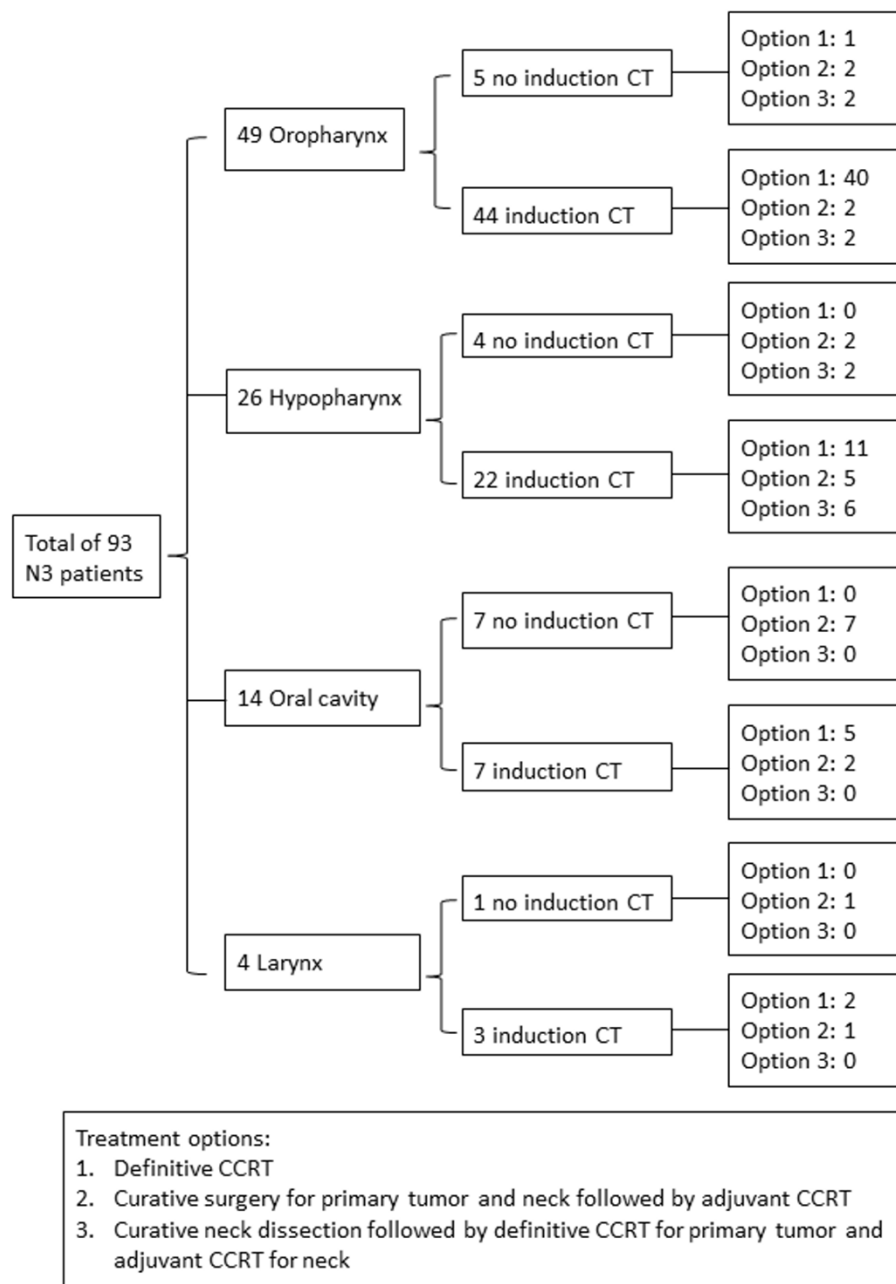 Total of 93
N3 patients
49 Oropharynx
5 no induction CT
Option 1: 1
Option 2: 2
Option 3: 2
44 induction CT
Option 1: 40
Option 2: 2
Option 3: 2
26 Hypopharynx
4 no induction CT
Option 1: 0
Option 2: 2
Option 3: 2
22 induction CT
Option 1: 11
Option 2: 5
Option 3: 6
14 Oral cavity
7 no induction CT
Option 1: 0
Option 2: 7
Option 3: 0
7 induction CT
Option 1: 5
Option 2: 2
Option 3: 0
4 Larynx
1 no induction CT
Option 1: 0
Option 2: 1
Option 3: 0
3 induction CT
Option 1: 2
Option 2: 1
Option 3: 0
Treatment options:
1. Definitive CCRT
2. Curative surgery for primary tumor and neck followed by adjuvant CCRT
3. Curative neck dissection followed by definitive CCRT for primary tumor and
adjuvant CCRT for neck